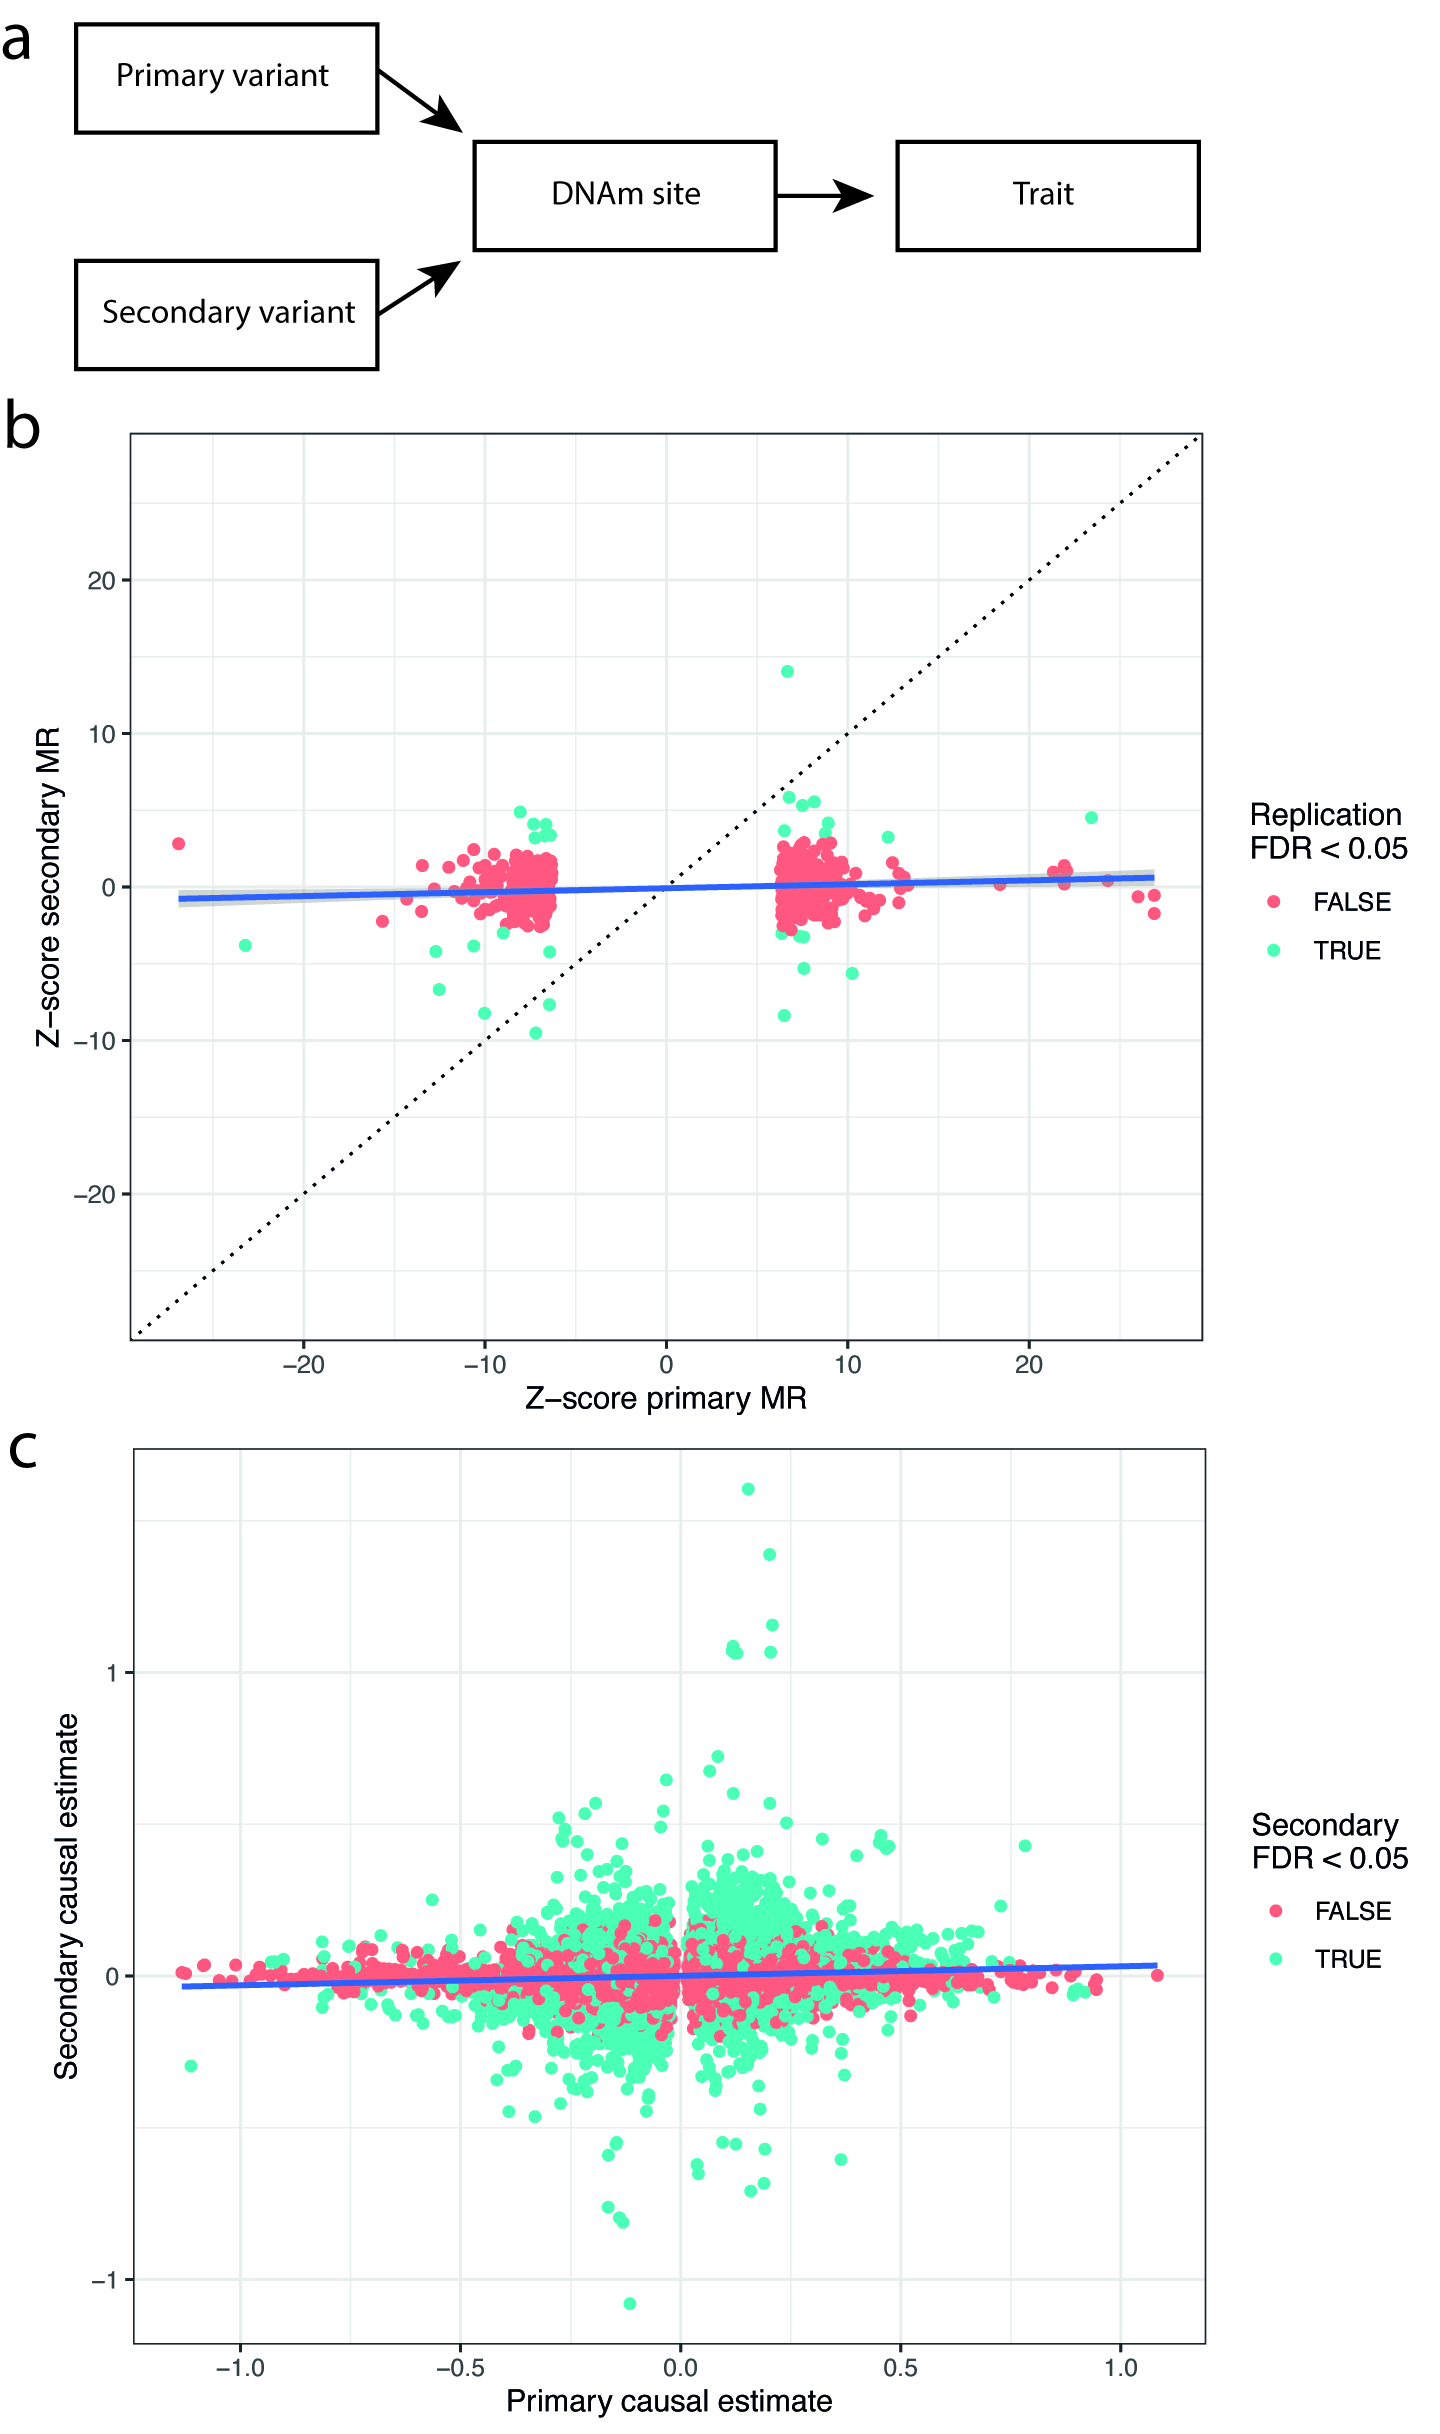 a
Primary variant
DNAm site
Trait
Secondary variant
b
Z−score secondary MR
20
10
0
−10
−20
−20
−10
0
10
20
Z−score primary MR
Replication
FDR < 0.05
FALSE
TRUE
c
Secondary causal estimate
1
0
−1
−1.0
−0.5
0.0
0.5
1.0
Primary causal estimate
Secondary
FDR < 0.05
FALSE
TRUE